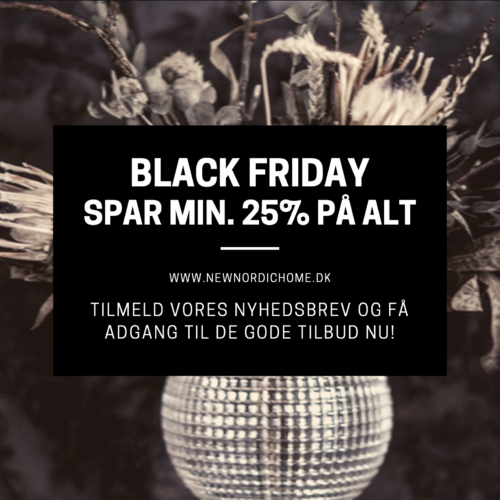 BLACK FRIDAY
SPAR MIN. 25% PÅ ALT
WWW.NEWNORDICHOME.DK
TILMELD VORES NYHEDSBREV OG FÅ
ADGANG TIL DE GODE TILBUD NU!